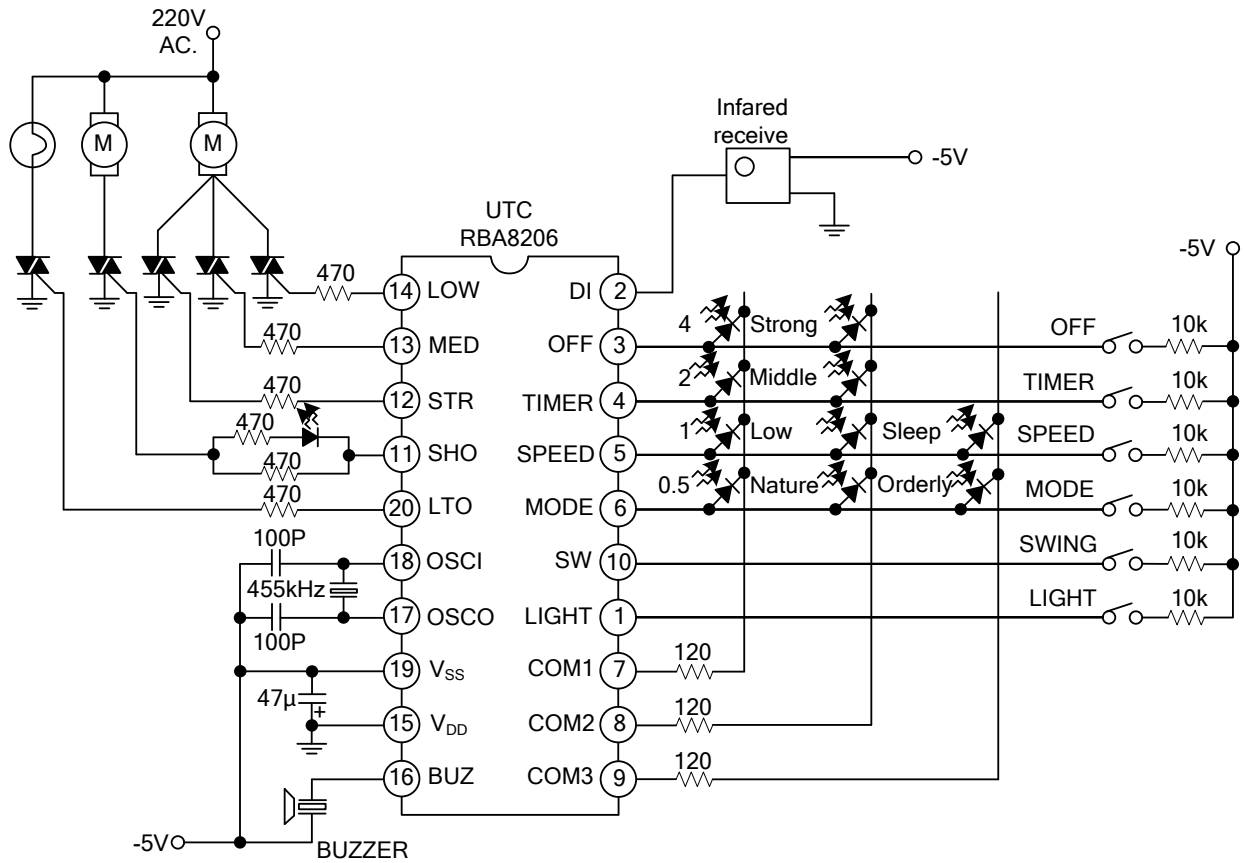 220V
AC.
M
M
Infared
receive
-5V
UTC
RBA8206
-5V
470
14 LOW
DI 2
4 Strong
OFF
10k
470
13 MED
OFF 3
2 Middle
TIMER
10k
470
12 STR
TIMER 4
1 Low
Sleep
SPEED
10k
470
11 SHO
SPEED 5
470
0.5 Nature
Orderly
MODE
10k
470
20 LTO
MODE 6
100P
18 OSCI
SW 10
SWING
10k
455kHz
17 OSCO
100P
LIGHT 1
LIGHT
10k
19 VSS
COM1 7
120
47μ
+
15 VDD
COM2 8
120
16 BUZ
COM3 9
120
-5V
BUZZER